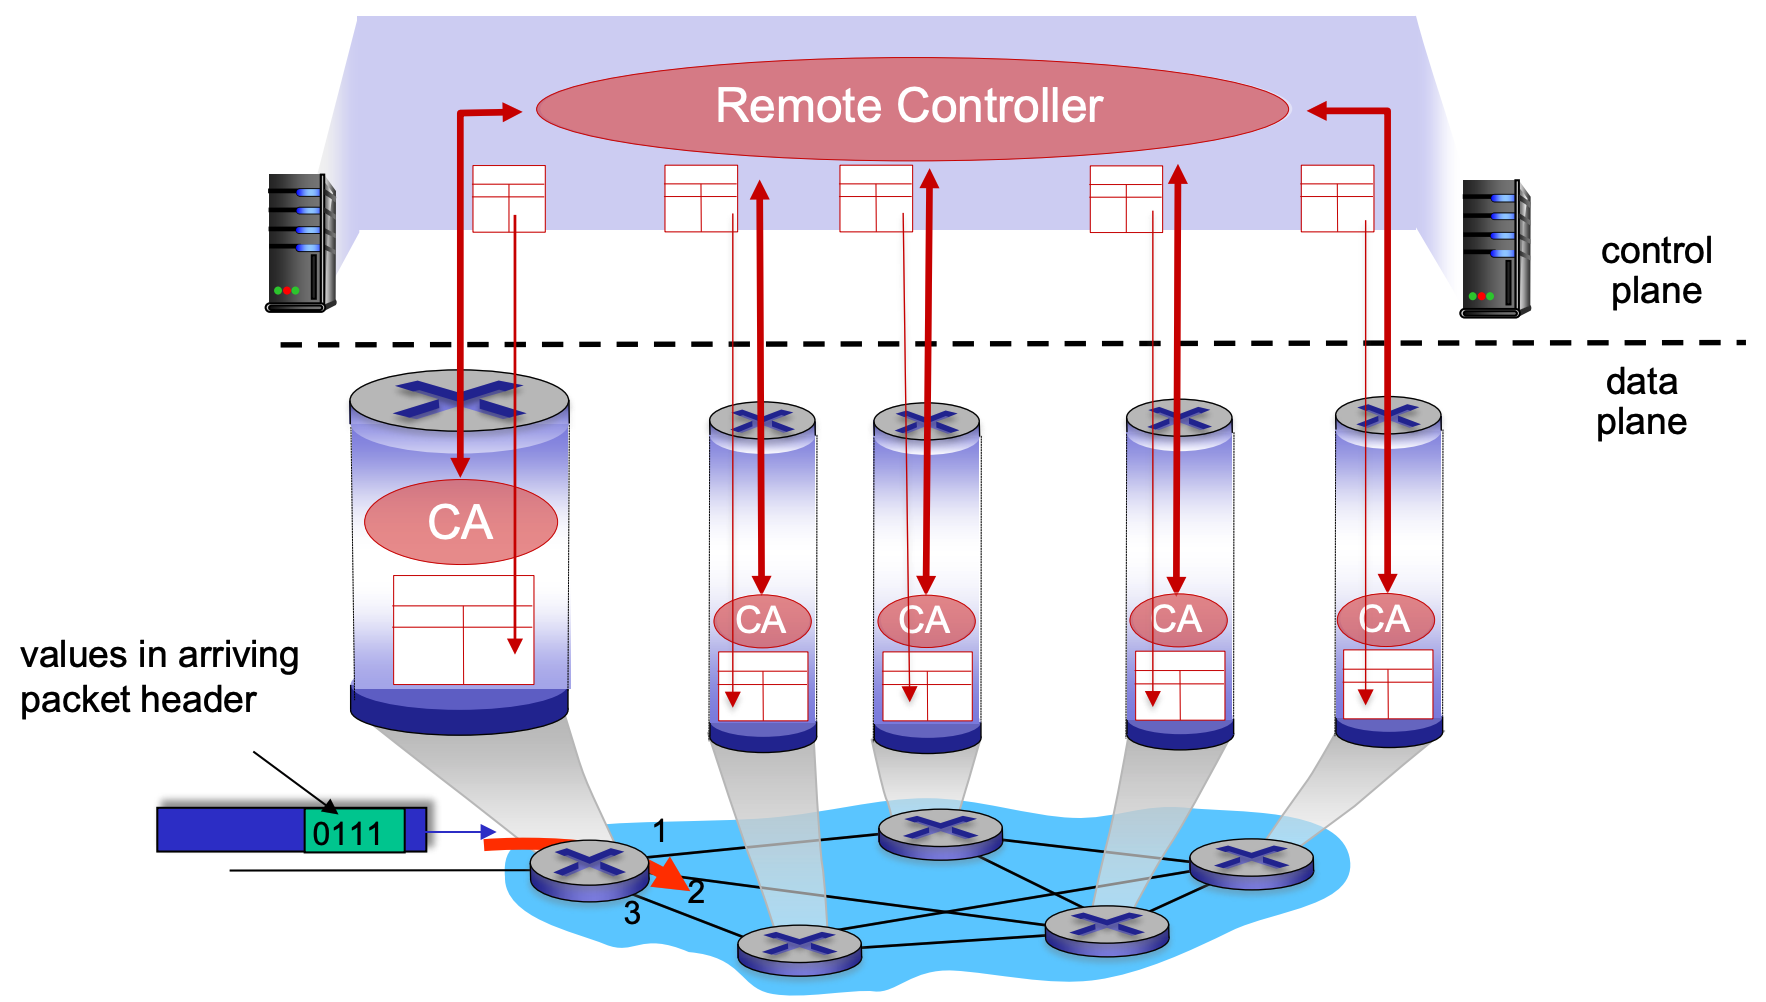 Remote Controller
control
plane
data
plane
CA
CA
CA
CA
CA
values in arriving
packet header
0111
1
2
3